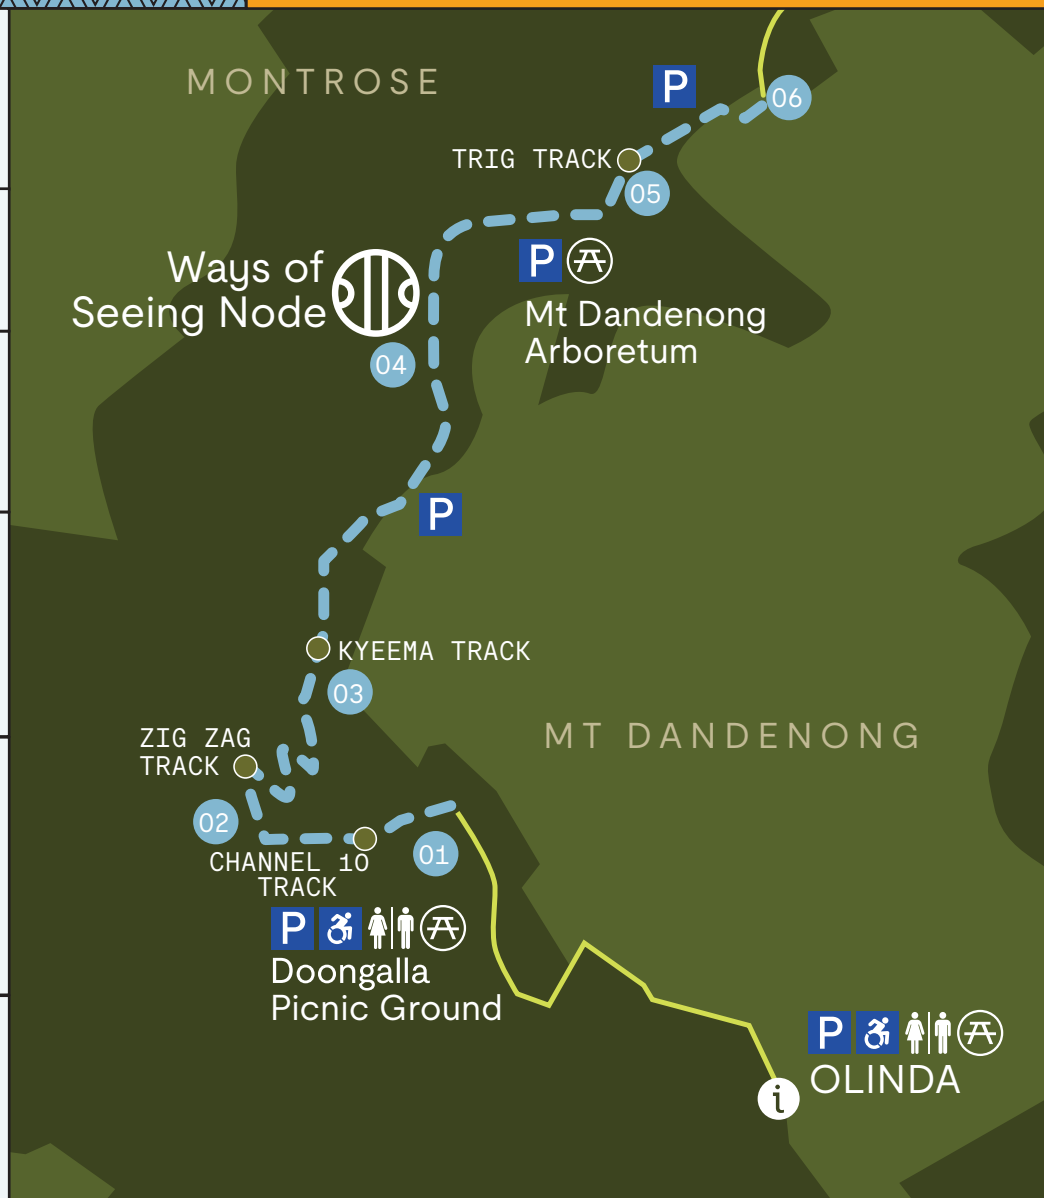 MONTROSE
P
06
TRIG TRACK
05
P
Ways of
Seeing Node
Mt Dandenong
Arboretum
04
P
KYEEMA TRACK
03
MT DANDENONG
ZIG ZAG
TRACK
02
01
CHANNEL 10
TRACK
P
Doongalla
Picnic Ground
P
OLINDA
i